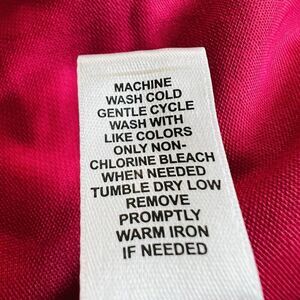 MACHINE
WASH COLD
GENTLE CYCLE
WASH WITH
LIKE COLORS
ONLY NON-
CHLORINE BLEACH
WHEN NEEDED
TUMBLE DRY LOW
REMOVE
PROMPTLY
WARM IRON
IF NEEDED